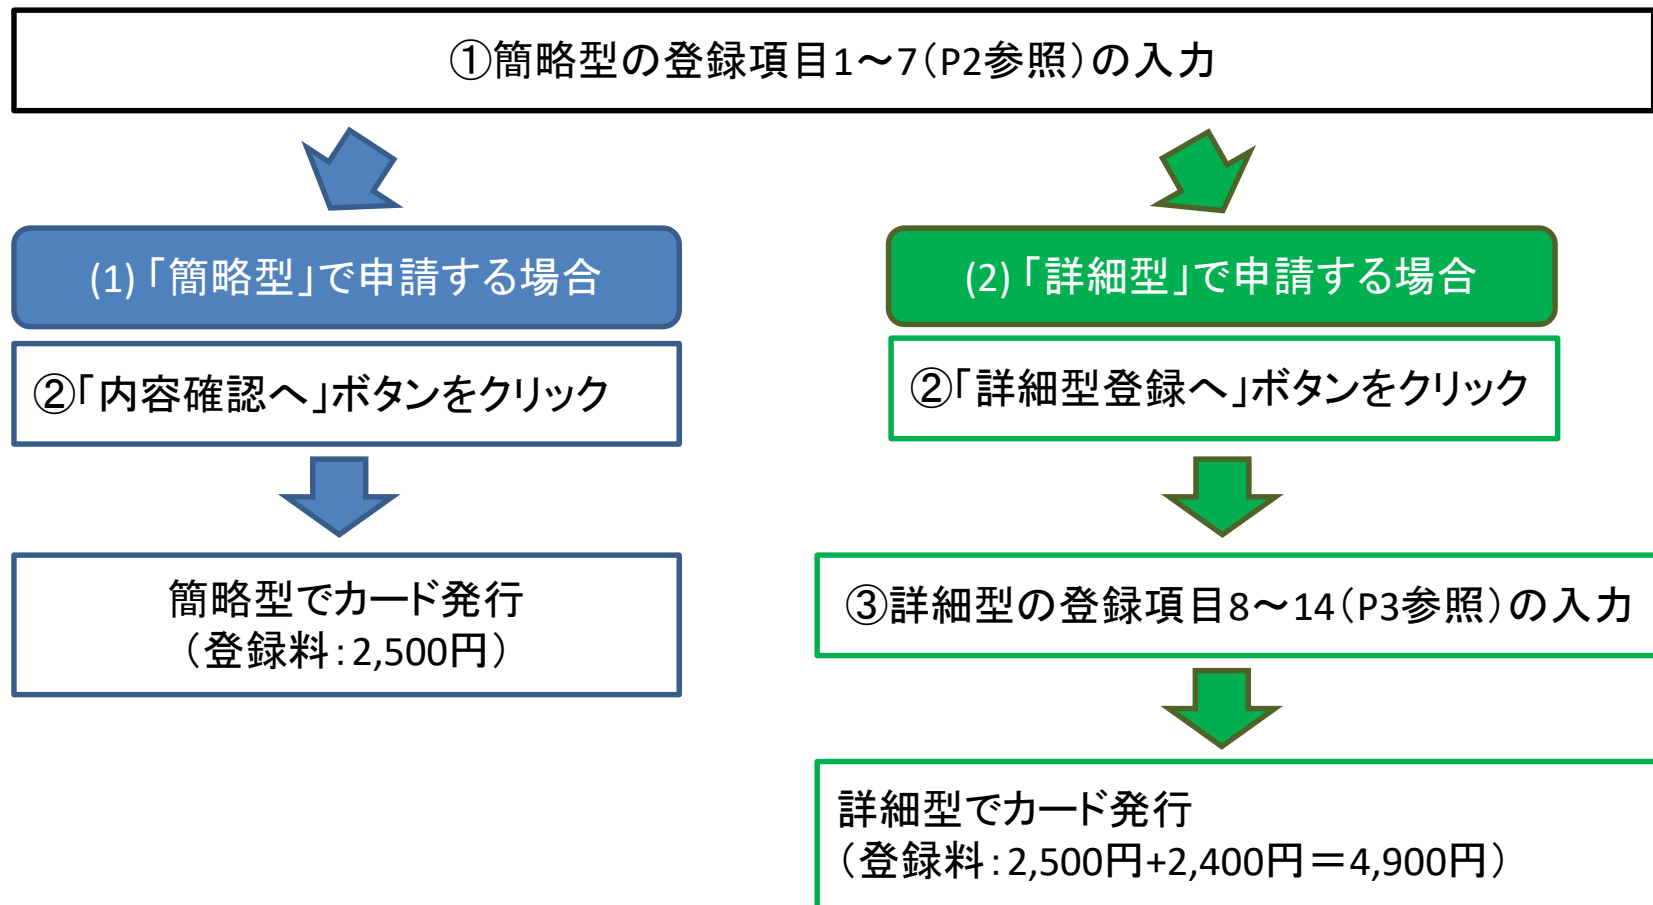 ①簡略型の登録項目1～7（P2参照）の入力
(1)「簡略型」で申請する場合
②「内容確認へ」ボタンをクリック
簡略型でカード発行
（登録料：2,500円）
(2)「詳細型」で申請する場合
②「詳細型登録へ」ボタンをクリック
③詳細型の登録項目8～14（P3参照）の入力
詳細型でカード発行
（登録料：2,500円+2,400円＝4,900円）